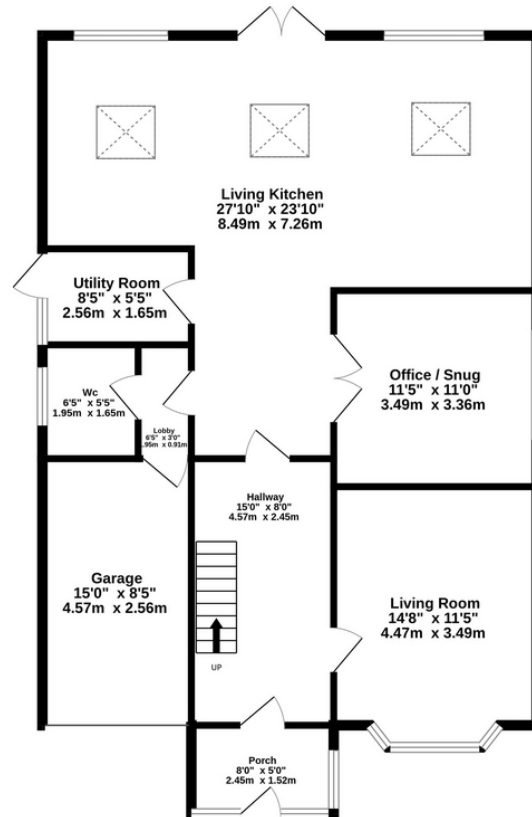 Living Kitchen
27'10" x 23'10"
8.49m x 7.26m
Utility Room
8'5" x 5'5"
2.56m x 1.65m
Office / Snug
11'5" x 11'0"
3.49m x 3.36m
Wc
6'5" x 5'5"
1.95m x 1.65m
Lobby
6'5" x 3'0"
1.95m x 0.91m
Hallway
15'0" x 8'0"
4.57m x 2.45m
Garage
15'0" x 8'5"
4.57m x 2.56m
Living Room
14'8" x 11'5"
4.47m x 3.49m
UP
Porch
8'0" x 5'0"
2.45m x 1.52m